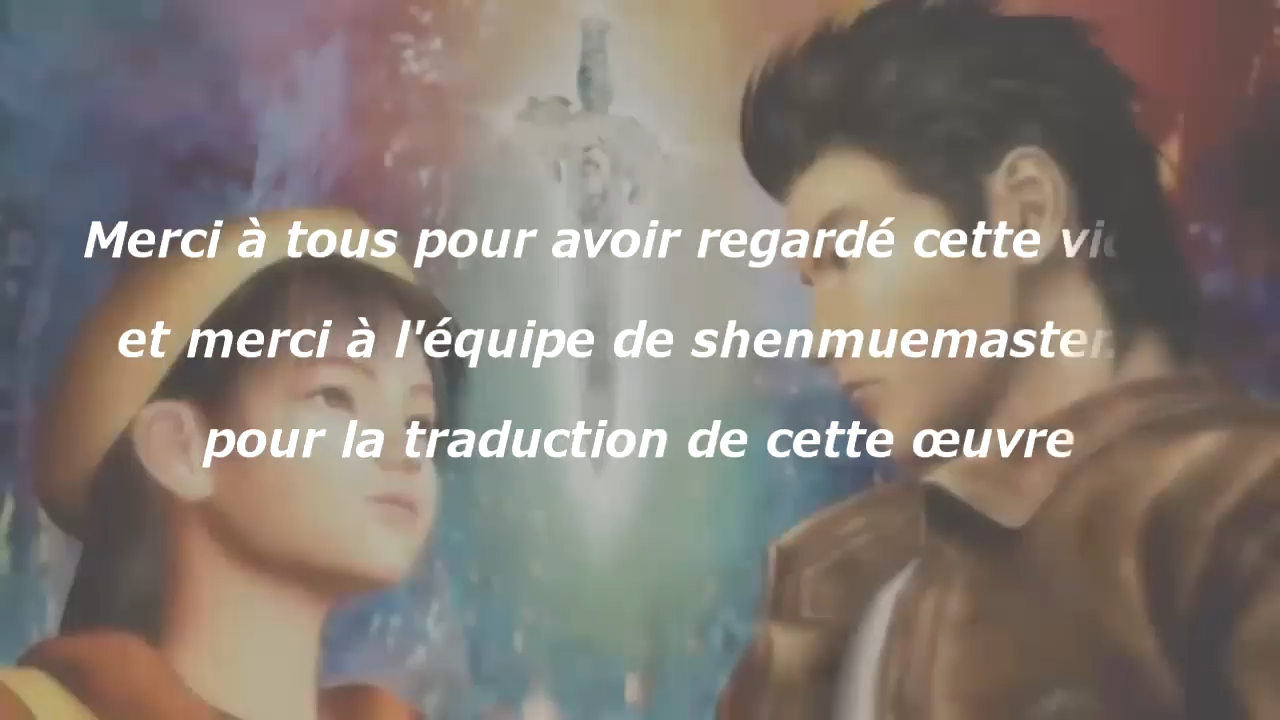 Merci à tous pour avoir regardé cette
et merci à l'équipe de shenmuemaster.
pour la traduction de cette œuvre